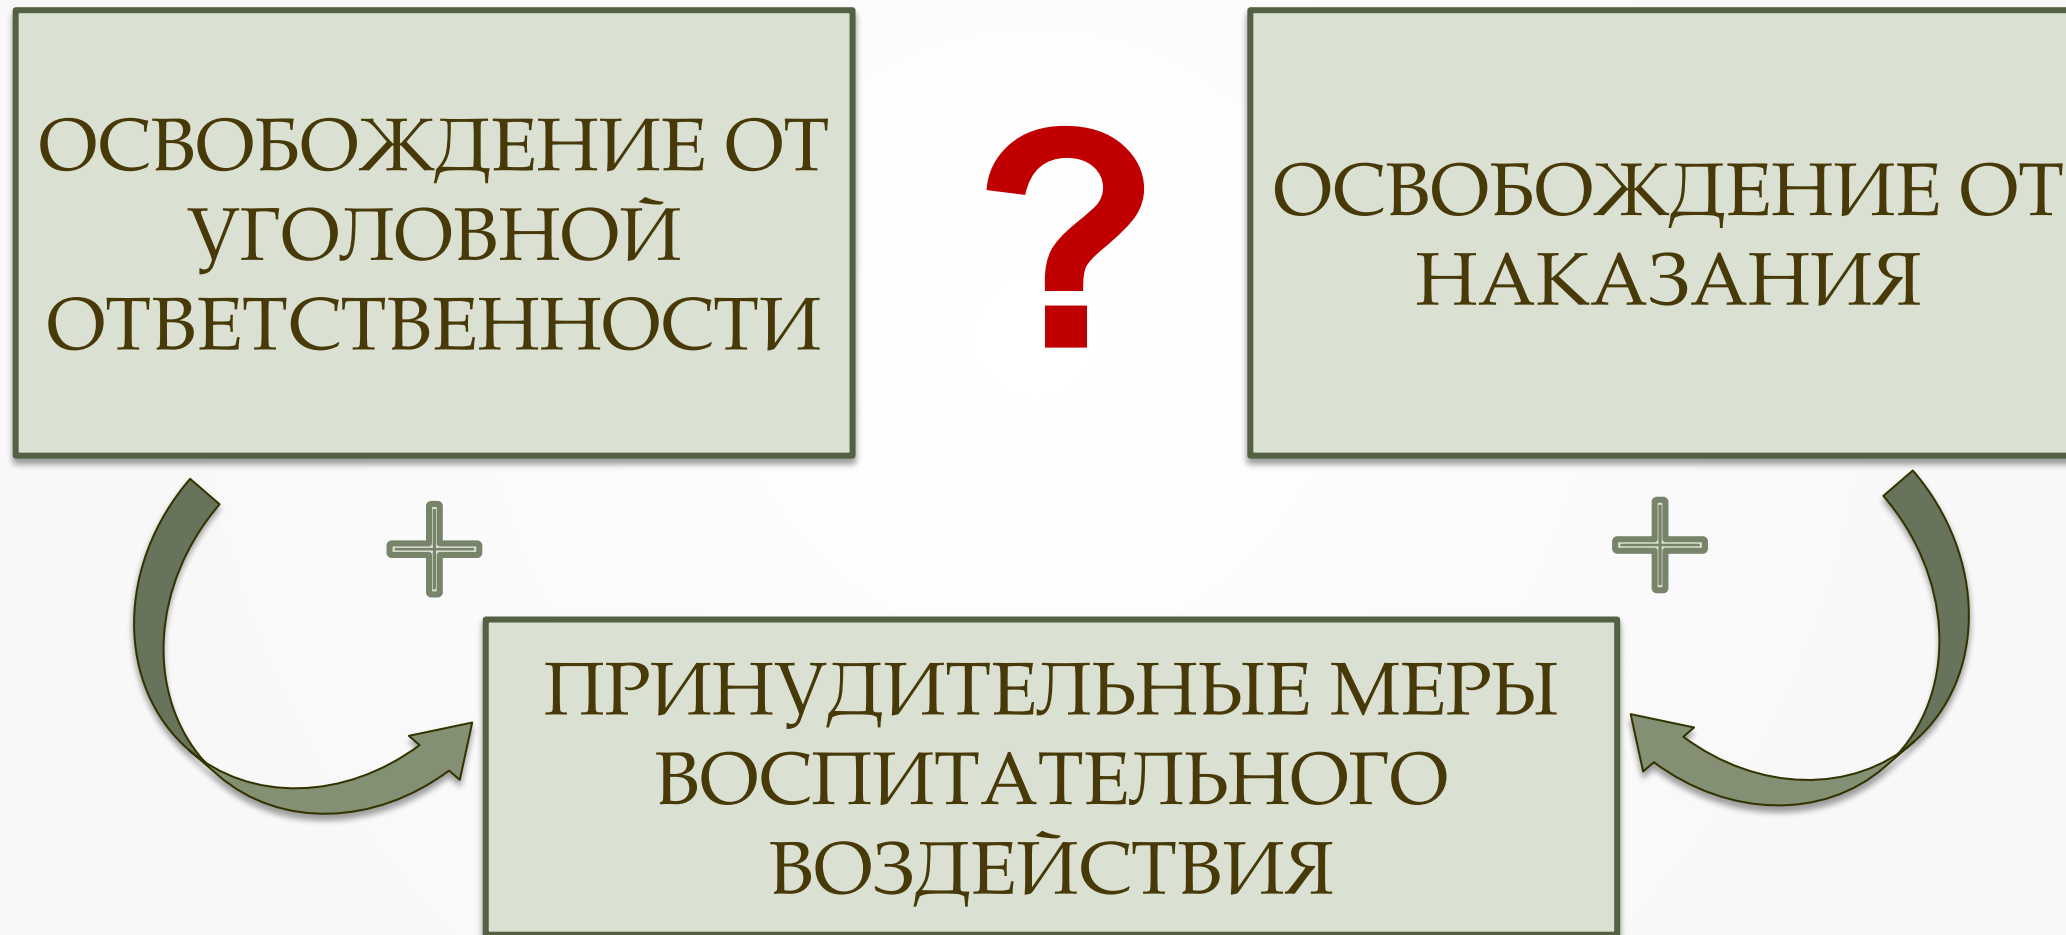 ОСВОБОЖДЕНИЕ ОТ
УГОЛОВНОЙ
ОТВЕТСТВЕННОСТИ
?
ОСВОБОЖДЕНИЕ ОТ
НАКАЗАНИЯ
ПРИНУДИТЕЛЬНЫЕ МЕРЫ
ВОСПИТАТЕЛЬНОГО
ВОЗДЕЙСТВИЯ